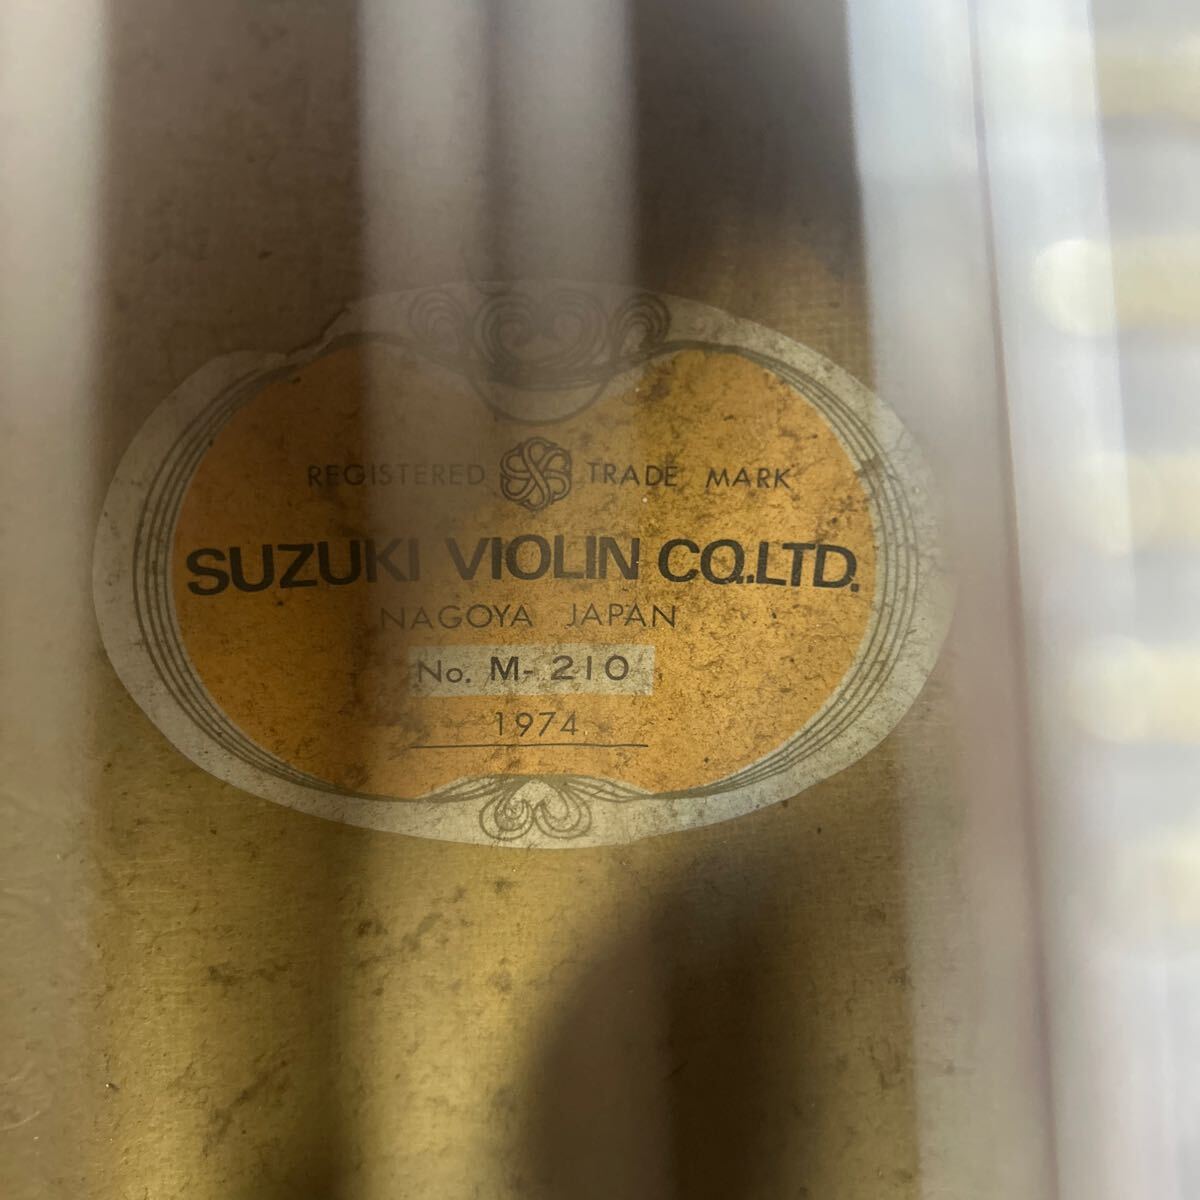 REGISTERED TRADE MARK
SUZUKI VIOLIN CO.,LTD.
NAGOYA JAPAN
No. M-210
1974